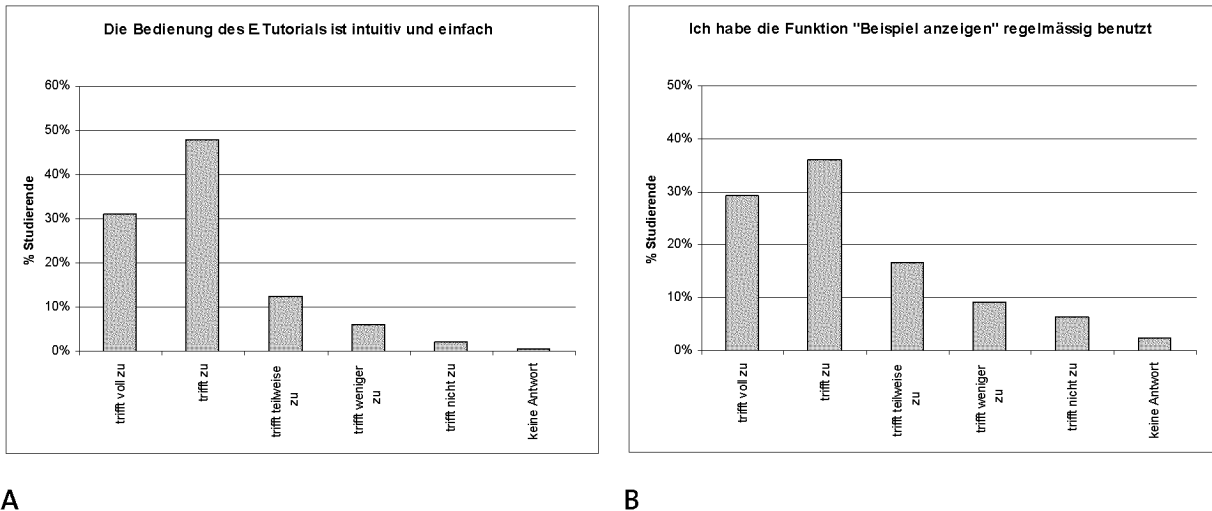 Die Bedienung des E.Tutorials ist intuitiv und einfach
60%
50%
40%
30%
20%
10%
0%
% Studierende
trifft voll zu
trifft zu
trifft teilweise
zu
trifft weniger
zu
trifft nicht zu
keine Antwort
A
Ich habe die Funktion "Beispiel anzeigen" regelmässig benutzt
50%
40%
30%
20%
10%
0%
% Studierende
trifft voll zu
trifft zu
trifft teilweise
zu
trifft weniger
zu
trifft nicht zu
keine Antwort
B